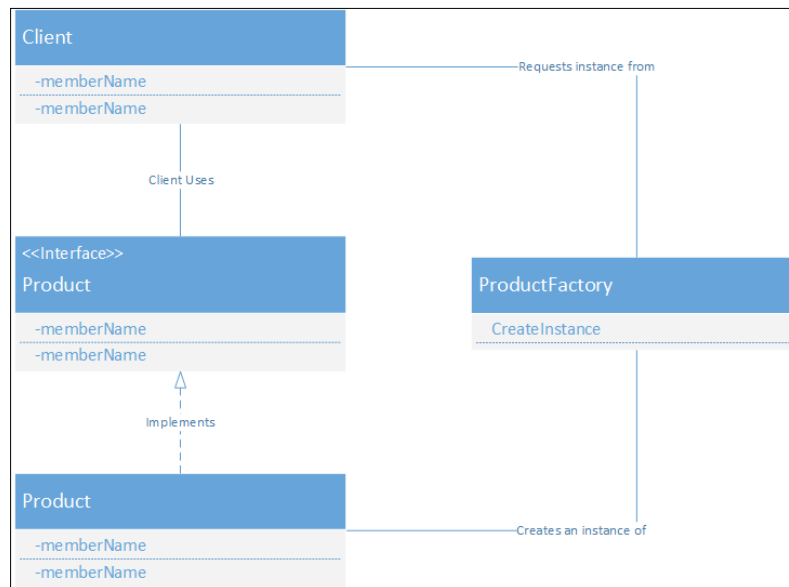 Client
-memberName
-memberName
Requests instance from
Client Uses
<<Interface>>
Product
-memberName
-memberName
ProductFactory
CreateInstance
Implements
Product
-memberName
-memberName
Creates an instance of